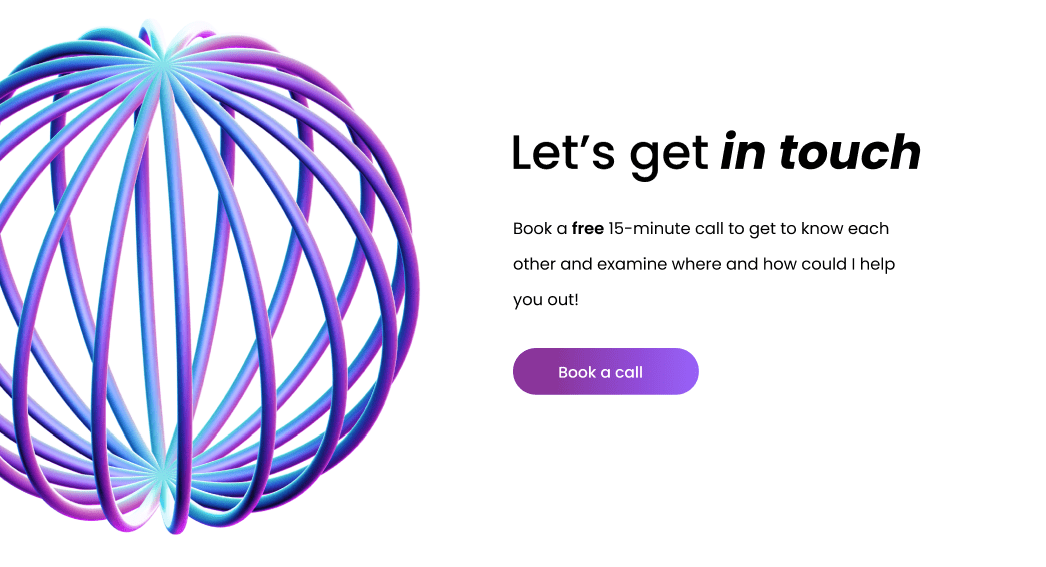 Let’s get in touch
Book a free 15-minute call to get to know each
other and examine where and how could I help
you out!
Book a call